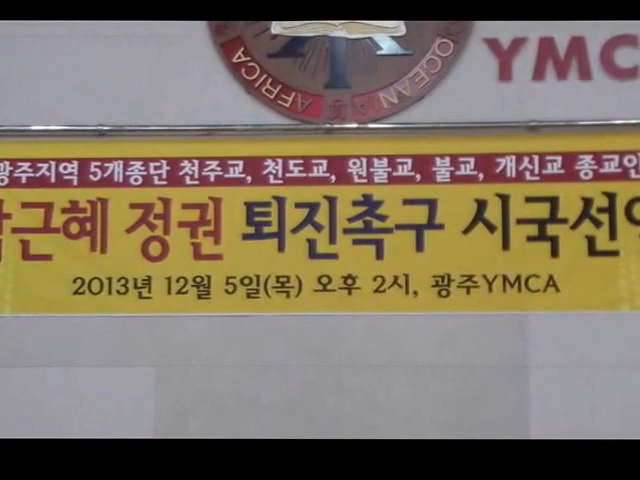 AFRICA OCEAN
YMC
광주지역 5개종단 천주교, 천도교, 원불교, 불교, 개신교 종교인
박근혜 정권 퇴진촉구 시국선언
2013년 12월 5일(목) 오후 2시, 광주YMCA